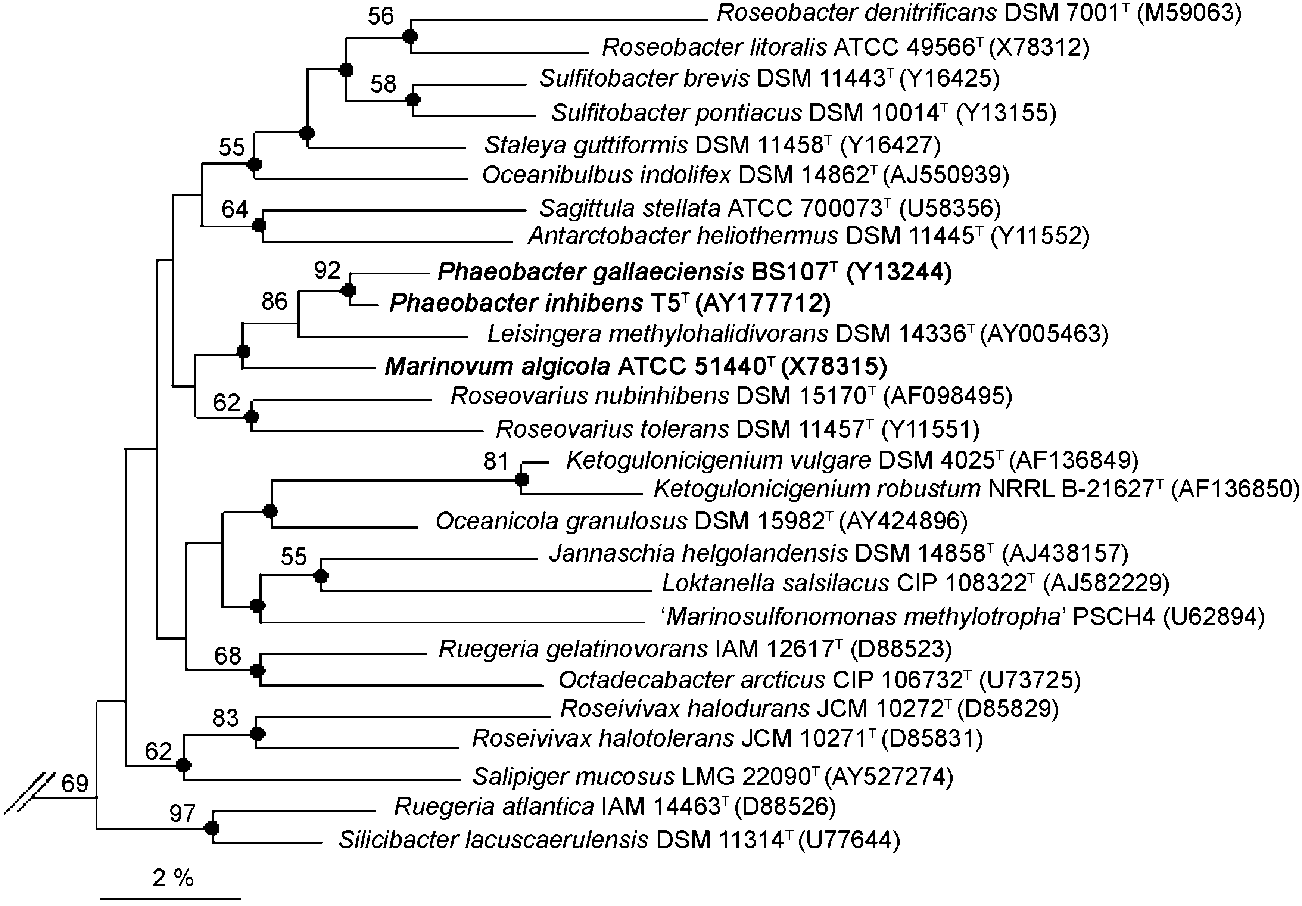 56
Roseobacter denitrificans DSM 7001ᵀ (M59063)
Roseobacter litoralis ATCC 49566ᵀ (X78312)
58
Sulfitobacter brevis DSM 11443ᵀ (Y16425)
Sulfitobacter pontiacus DSM 10014ᵀ (Y13155)
55
Staleya guttiformis DSM 11458ᵀ (Y16427)
Oceanibulbus indolifex DSM 14862ᵀ (AJ550939)
64
Sagittula stellata ATCC 700073ᵀ (U58356)
Antarctobacter heliothermus DSM 11445ᵀ (Y11552)
92
Phaeobacter gallaeciensis BS107ᵀ (Y13244)
86
Phaeobacter inhibens T5ᵀ (AY177712)
Leisingera methylohalidivorans DSM 14336ᵀ (AY005463)
Marinovum algicola ATCC 51440ᵀ (X78315)
62
Roseovarius nubinhibens DSM 15170ᵀ (AF098495)
Roseovarius tolerans DSM 11457ᵀ (Y11551)
81
Ketogulonicigenium vulgare DSM 4025ᵀ (AF136849)
Ketogulonicigenium robustum NRRL B-21627ᵀ (AF136850)
Oceanicola granulosus DSM 15982ᵀ (AY424896)
55
Jannaschia helgolandensis DSM 14858ᵀ (AJ438157)
Loktanella salsilacus CIP 108322ᵀ (AJ582229)
‘Marinosulfonomonas methylotropha’ PSCH4 (U62894)
68
Ruegeria gelatinovorans IAM 12617ᵀ (D88523)
Octadecabacter arcticus CIP 106732ᵀ (U73725)
83
Roseivivax halodurans JCM 10272ᵀ (D85829)
Roseivivax halotolerans JCM 10271ᵀ (D85831)
62
Salipiger mucosus LMG 22090ᵀ (AY527274)
69
97
Ruegeria atlantica IAM 14463ᵀ (D88526)
Silicibacter lacuscaerulensis DSM 11314ᵀ (U77644)
2 %